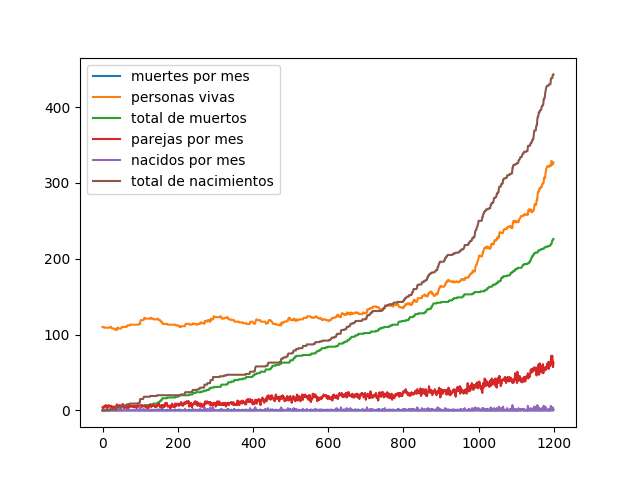 muertes por mes
personas vivas
total de muertos
parejas por mes
nacidos por mes
total de nacimientos
400
300
200
100
0
0 200 400 600 800 1000 1200